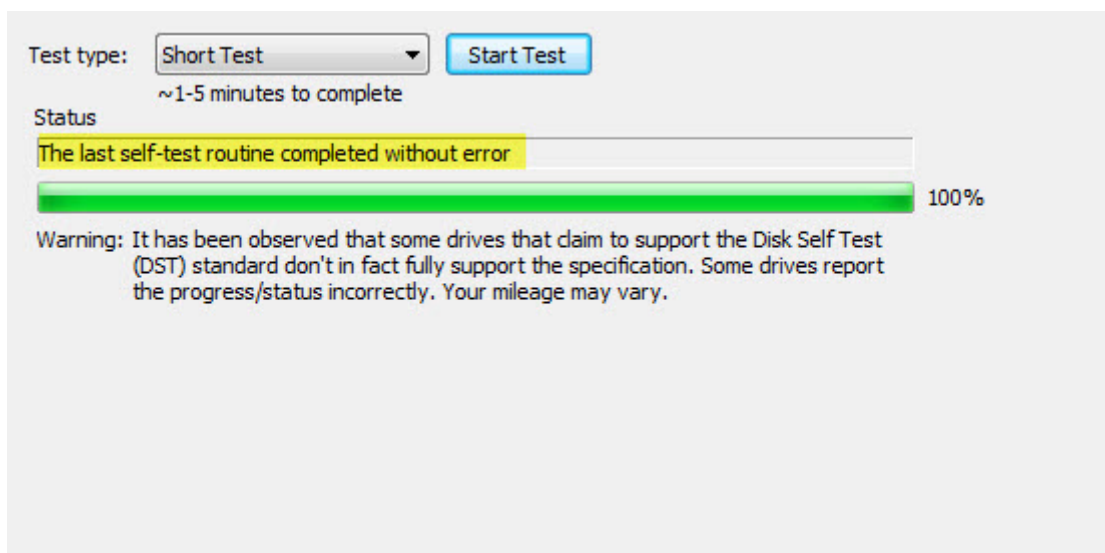 Test type: Short Test Start Test
~1-5 minutes to complete
Status
The last self-test routine completed without error
100%
Warning: It has been observed that some drives that claim to support the Disk Self Test
(DST) standard don't in fact fully support the specification. Some drives report
the progress/status incorrectly. Your mileage may vary.